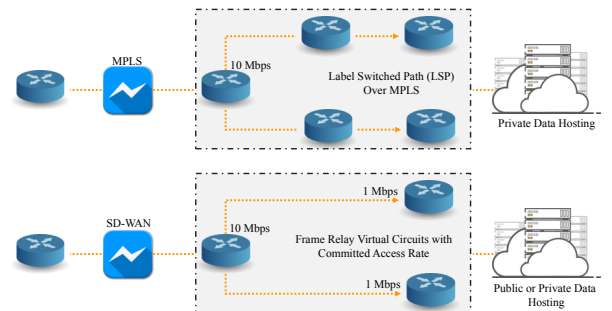 MPLS
10 Mbps
Label Switched Path (LSP)
Over MPLS
Private Data Hosting
SD-WAN
1 Mbps
10 Mbps
Frame Relay Virtual Circuits with
Committed Access Rate
1 Mbps
Public or Private Data
Hosting